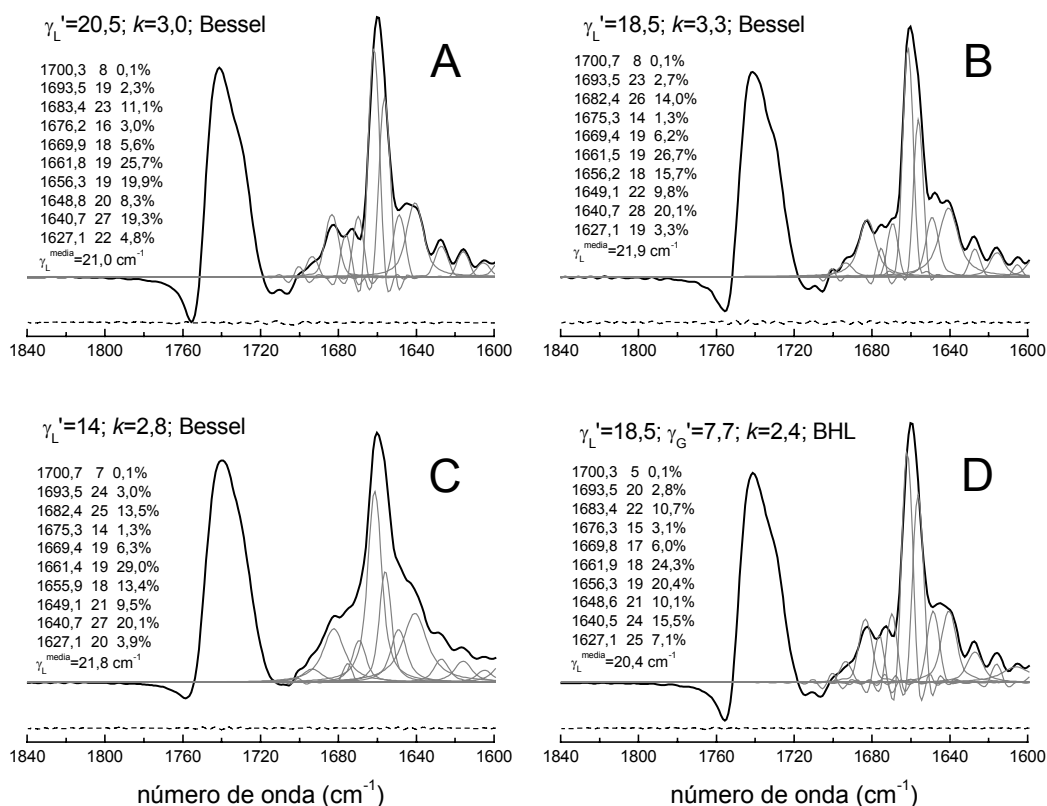 γL'=20,5; k=3,0; Bessel
A
1700,3 8 0,1%
1693,5 19 2,3%
1683,4 23 11,1%
1676,2 16 3,0%
1669,9 18 5,6%
1661,8 19 25,7%
1656,3 19 19,9%
1648,8 20 8,3%
1640,7 27 19,3%
1627,1 22 4,8%
γL media=21,0 cm-1
1840 1800 1760 1720 1680 1640 1600
γL'=18,5; k=3,3; Bessel
B
1700,7 8 0,1%
1693,5 23 2,7%
1682,4 26 14,0%
1675,3 14 1,3%
1669,4 19 6,2%
1661,5 19 26,7%
1656,2 18 15,7%
1649,1 22 9,8%
1640,7 28 20,1%
1627,1 19 3,3%
γL media=21,9 cm-1
1840 1800 1760 1720 1680 1640 1600
γL'=14; k=2,8; Bessel
C
1700,7 7 0,1%
1693,5 24 3,0%
1682,4 25 13,5%
1675,3 14 1,3%
1669,4 19 6,3%
1661,4 19 29,0%
1655,9 18 13,4%
1649,1 21 9,5%
1640,7 27 20,1%
1627,1 20 3,9%
γL media=21,8 cm-1
1840 1800 1760 1720 1680 1640 1600
número de onda (cm-1)
γL'=18,5; γG'=7,7; k=2,4; BHL
D
1700,3 5 0,1%
1693,5 20 2,8%
1683,4 22 10,7%
1676,3 15 3,1%
1669,8 17 6,0%
1661,9 18 24,3%
1656,3 19 20,4%
1648,6 21 10,1%
1640,5 24 15,5%
1627,1 25 7,1%
γL media=20,4 cm-1
1840 1800 1760 1720 1680 1640 1600
número de onda (cm-1)